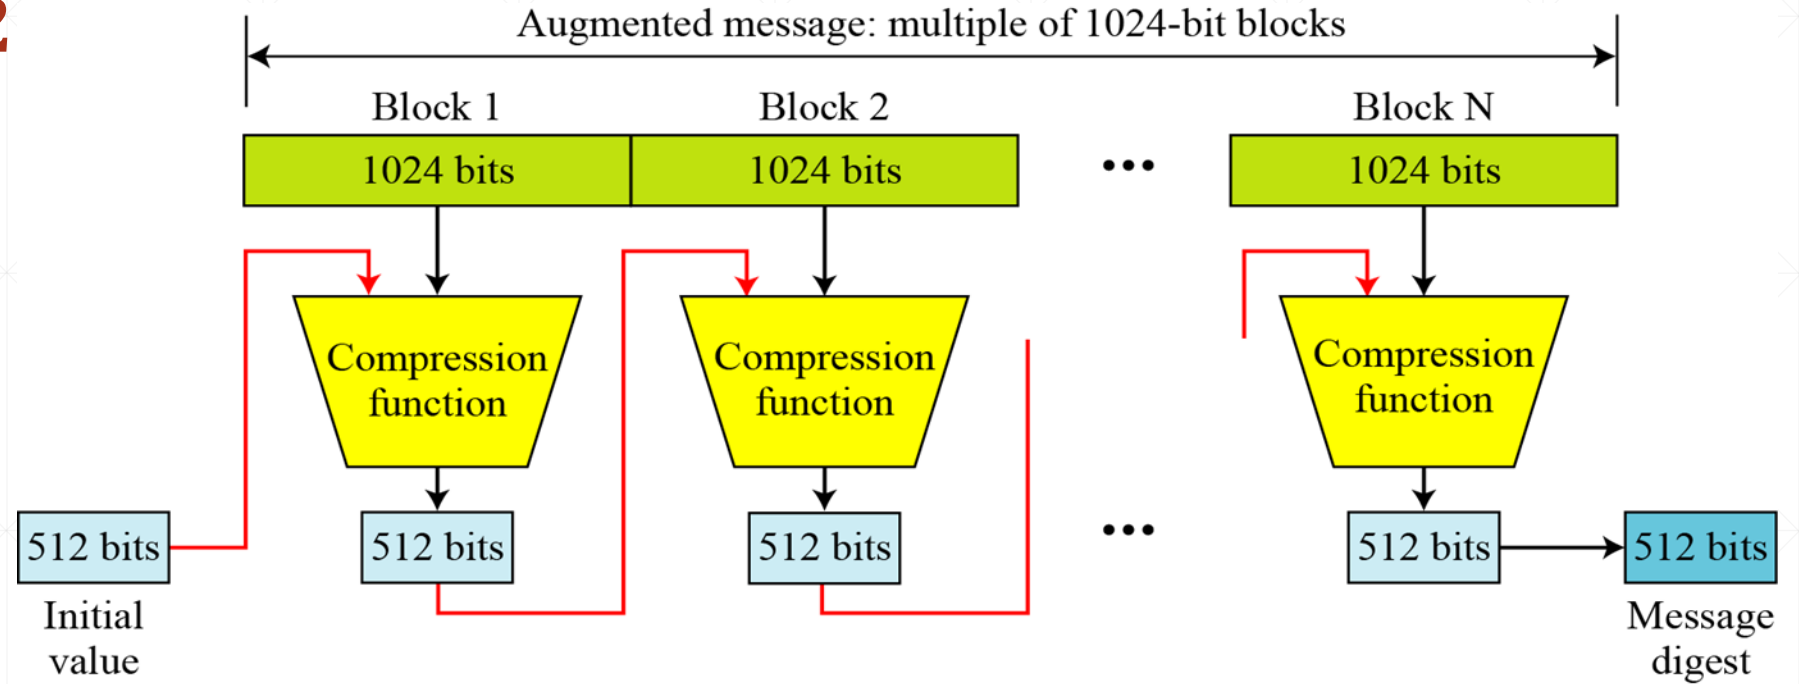 2
Augmented message: multiple of 1024-bit blocks
Block 1
Block 2
Block N
1024 bits
1024 bits
...
1024 bits
Compression
function
Compression
function
Compression
function
512 bits
512 bits
512 bits
...
512 bits
512 bits
Initial
value
Message
digest